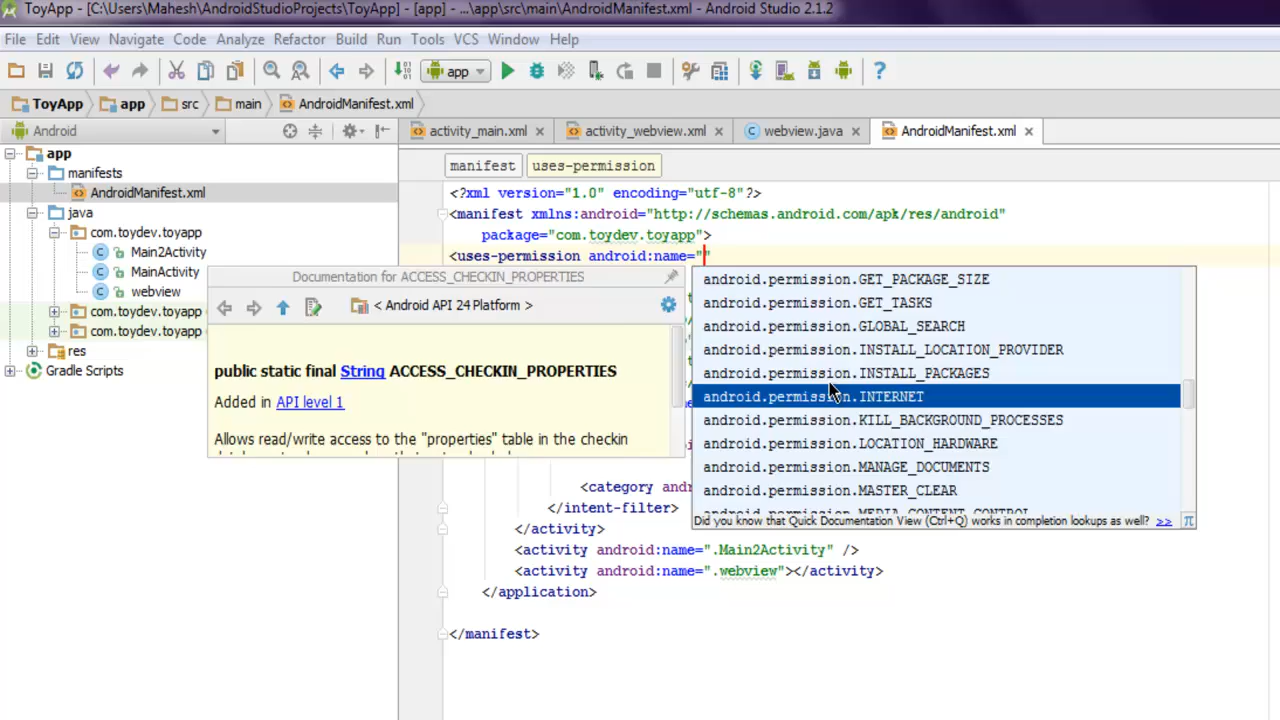 ToyApp - [C:\Users\Mahesh\AndroidStudioProjects\ToyApp] - [app] - ...\app\src\main\AndroidManifest.xml - Android Studio 2.1.2
File Edit View Navigate Code Analyze Refactor Build Run Tools VCS Window Help
app
ToyApp app src main AndroidManifest.xml
Android
activity_main.xml activity_webview.xml webview.java AndroidManifest.xml
app
manifests
AndroidManifest.xml
java
com.toydev.toyapp
Main2Activity
MainActivity
webview
com.toydev.toyapp
com.toydev.toyapp
res
Gradle Scripts
manifest uses-permission
<?xml version="1.0" encoding="utf-8"?>
<manifest xmlns:android="http://schemas.android.com/apk/res/android"
package="com.toydev.toyapp">
<uses-permission android:name=""
Documentation for ACCESS_CHECKIN_PROPERTIES
< Android API 24 Platform >
public static final String ACCESS_CHECKIN_PROPERTIES
Added in API level 1
Allows read/write access to the "properties" table in the checkin
android.permission.GET_PACKAGE_SIZE
android.permission.GET_TASKS
android.permission.GLOBAL_SEARCH
android.permission.INSTALL_LOCATION_PROVIDER
android.permission.INSTALL_PACKAGES
android.permission.INTERNET
android.permission.KILL_BACKGROUND_PROCESSES
android.permission.LOCATION_HARDWARE
android.permission.MANAGE_DOCUMENTS
android.permission.MASTER_CLEAR
android.permission.MEDIA_CONTENT_CONTROL
Did you know that Quick Documentation View (Ctrl+Q) works in completion lookups as well? >> π
<category andr
</intent-filter>
</activity>
<activity android:name=".Main2Activity" />
<activity android:name=".webview"></activity>
</application>
</manifest>